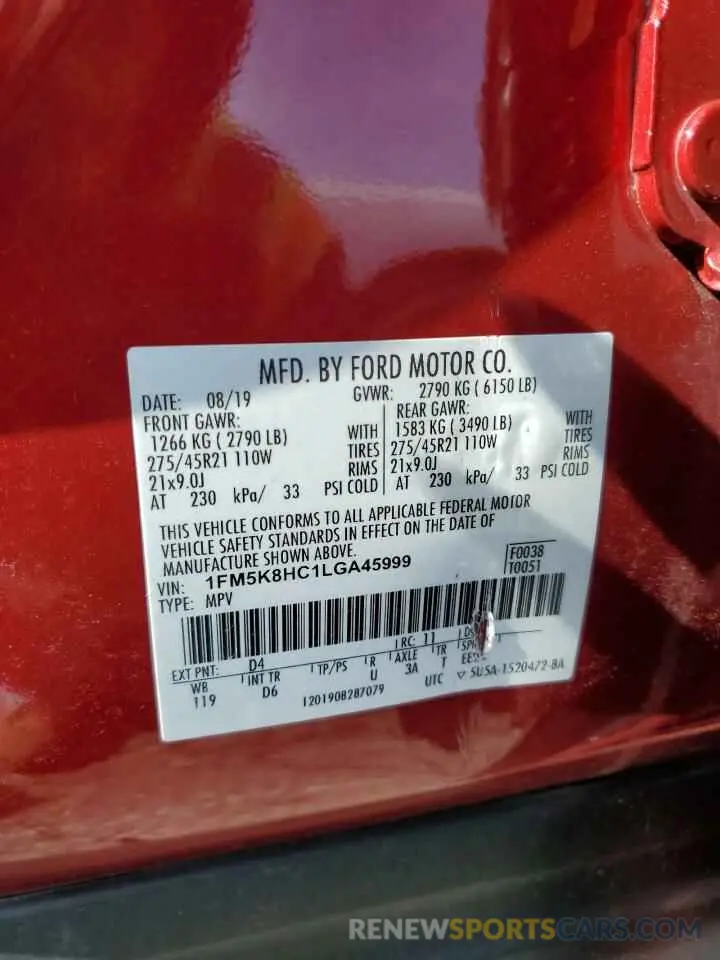 MFD. BY FORD MOTOR CO.
DATE: 08/19 GVWR: 2790 KG ( 6150 LB)
FRONT GAWR: REAR GAWR:
1266 KG ( 2790 LB) WITH 1583 KG ( 3490 LB) WITH
275/45R21 110W TIRES 275/45R21 110W TIRES
21x9.0J RIMS 21x9.0J RIMS
AT 230 kPa/ 33 PSI COLD AT 230 kPa/ 33 PSI COLD
THIS VEHICLE CONFORMS TO ALL APPLICABLE FEDERAL MOTOR
VEHICLE SAFETY STANDARDS IN EFFECT ON THE DATE OF
MANUFACTURE SHOWN ABOVE.
F0038
VIN: 1FM5K8HC1LGA45999 T0051
TYPE: MPV
EXT PNT: D4 RC: 11
WB INT TR TP/PS R AXLE TR
119 D6 U 3A T
1201908287079 UTC ▽ 5U5A-1520472-BA
RENEWSPORTSCARS.COM